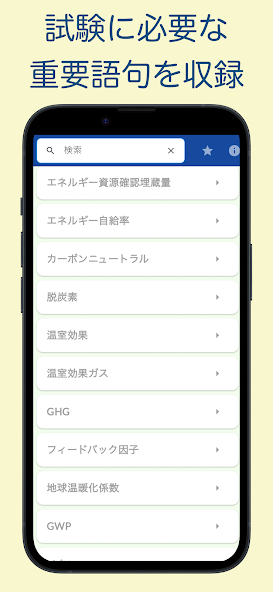 試験に必要な
重要語句を収録
検索
エネルギー資源確認埋蔵量
エネルギー自給率
カーボンニュートラル
脱炭素
温室効果
温室効果ガス
GHG
フィードバック因子
地球温暖化係数
GWP